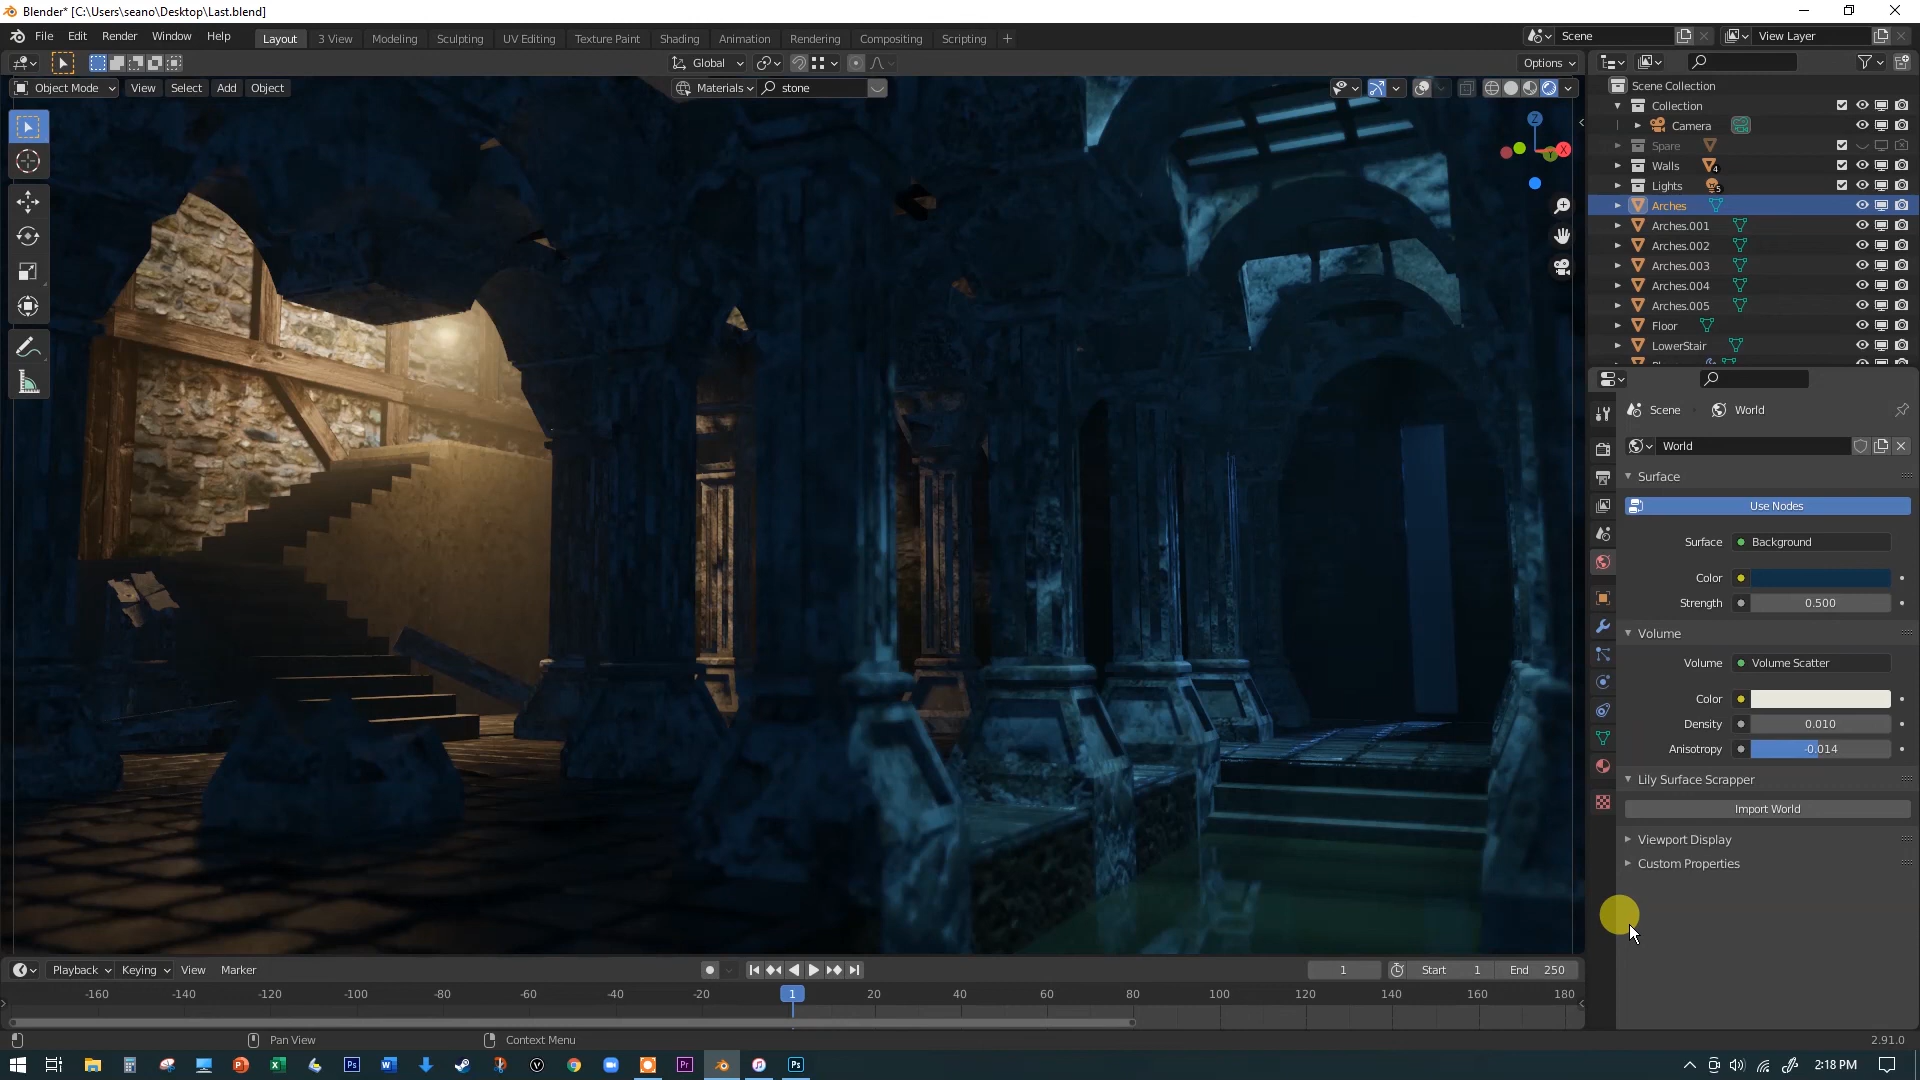 Blender* [C:\Users\seano\Desktop\Last.blend]
File Edit Render Window Help
Layout 3 View Modeling Sculpting UV Editing Texture Paint Shading Animation Rendering Compositing Scripting +
Scene
View Layer
Global
Options
Object Mode View Select Add Object
Materials stone
Z
X
Y
Scene Collection
Collection
Camera
Spare
Walls 4
Lights 5
Arches
Arches.001
Arches.002
Arches.003
Arches.004
Arches.005
Floor
LowerStair
Scene World
World
Surface
Use Nodes
Surface Background
Color
Strength 0.500
Volume
Volume Volume Scatter
Color
Density 0.010
Anisotropy -0.014
Lily Surface Scrapper
Import World
Viewport Display
Custom Properties
Playback Keying View Marker
1
Start 1
End 250
-160 -140 -120 -100 -80 -60 -40 -20 1 20 40 60 80 100 120 140 160 180
Pan View
Context Menu
2.91.0
2:18 PM